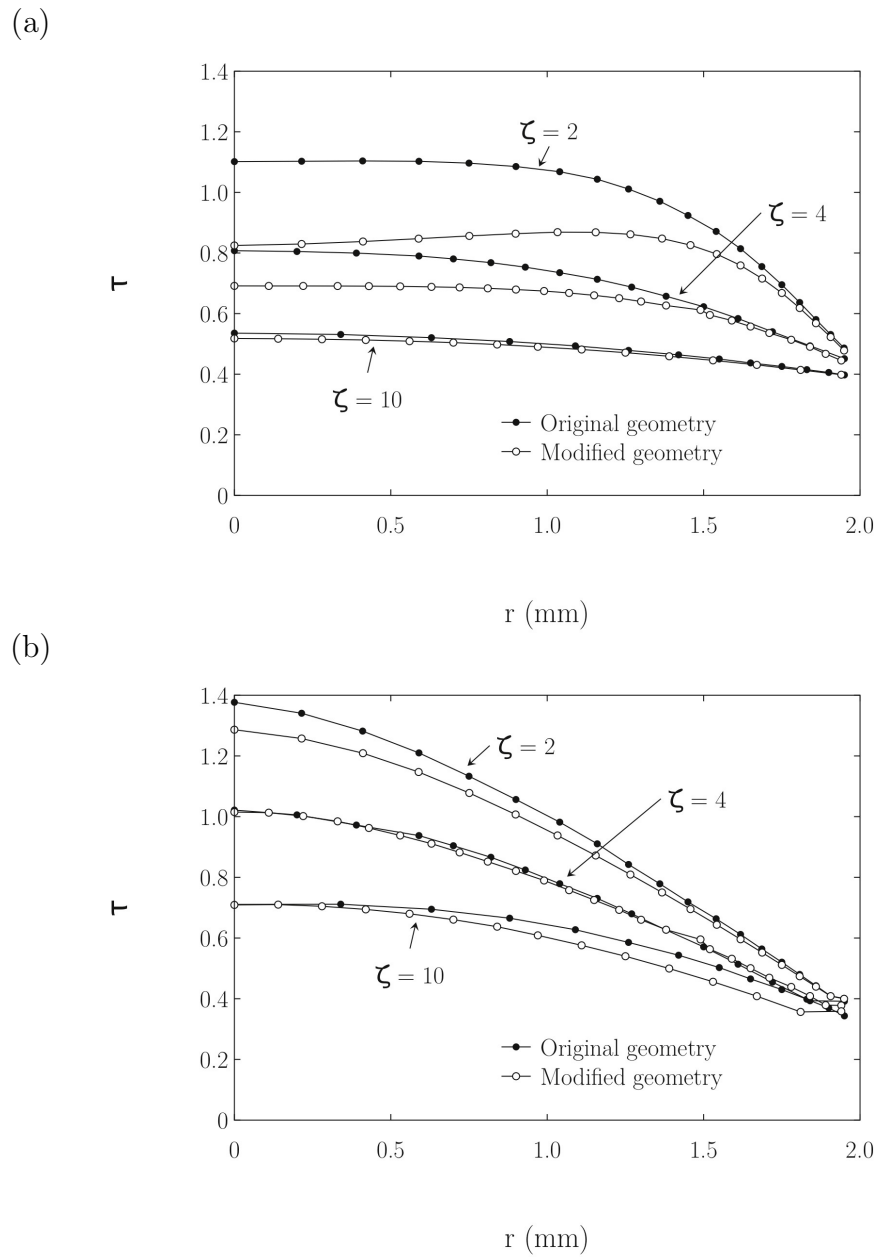 (a)
1.4
1.2
ζ = 2
1.0
ζ = 4
0.8
τ
0.6
0.4
ζ = 10
Original geometry
0.2
Modified geometry
0
0 0.5 1.0 1.5 2.0
r (mm)
(b)
1.4
ζ = 2
1.2
ζ = 4
1.0
0.8
τ
0.6
ζ = 10
0.4
Original geometry
0.2
Modified geometry
0
0 0.5 1.0 1.5 2.0
r (mm)